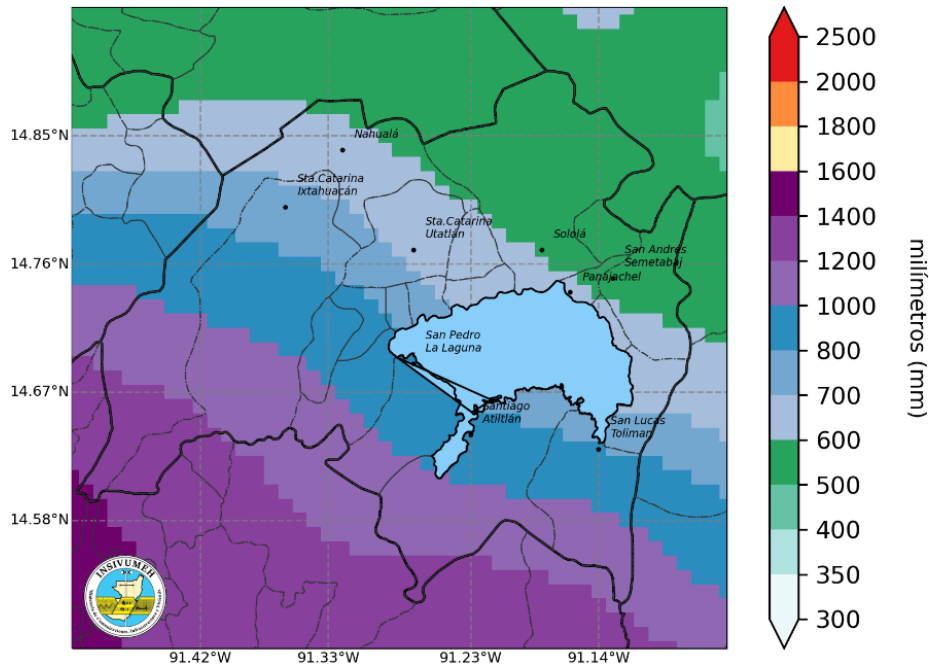 14.85°N
14.76°N
14.67°N
14.58°N
91.42°W
91.33°W
91.23°W
91.14°W
Nahualá
Sta.Catarina
Ixtahuacán
Sta.Catarina
Utatlán
Sololá
San Andrés
Semetabaj
Panajachel
San Pedro
La Laguna
Santiago
Atiltlán
San Lucas
Toliman
INSIVUMEH
2500
2000
1800
1600
1400
1200
1000
800
700
600
500
400
350
300
milímetros (mm)